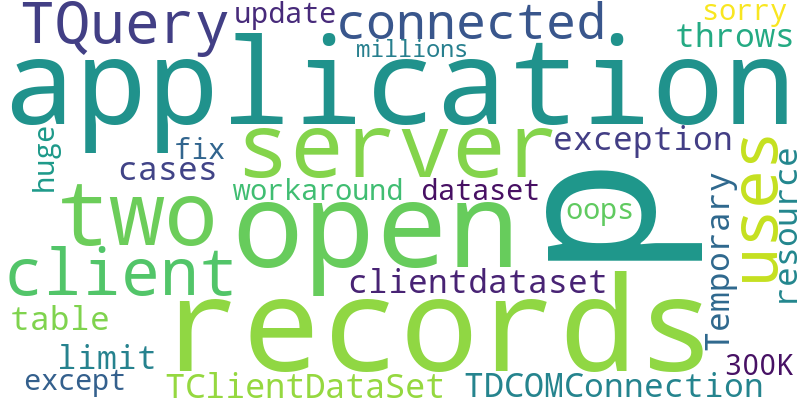 TQuery
update
connected
sorry
millions
throws
application
server
exception
huge
fix
cases
uses
resource
workaround
dataset
Temporary
two
open
oops
p
client
clientdataset
records
table
limit
300K
except
TClientDataSet
TDCOMConnection